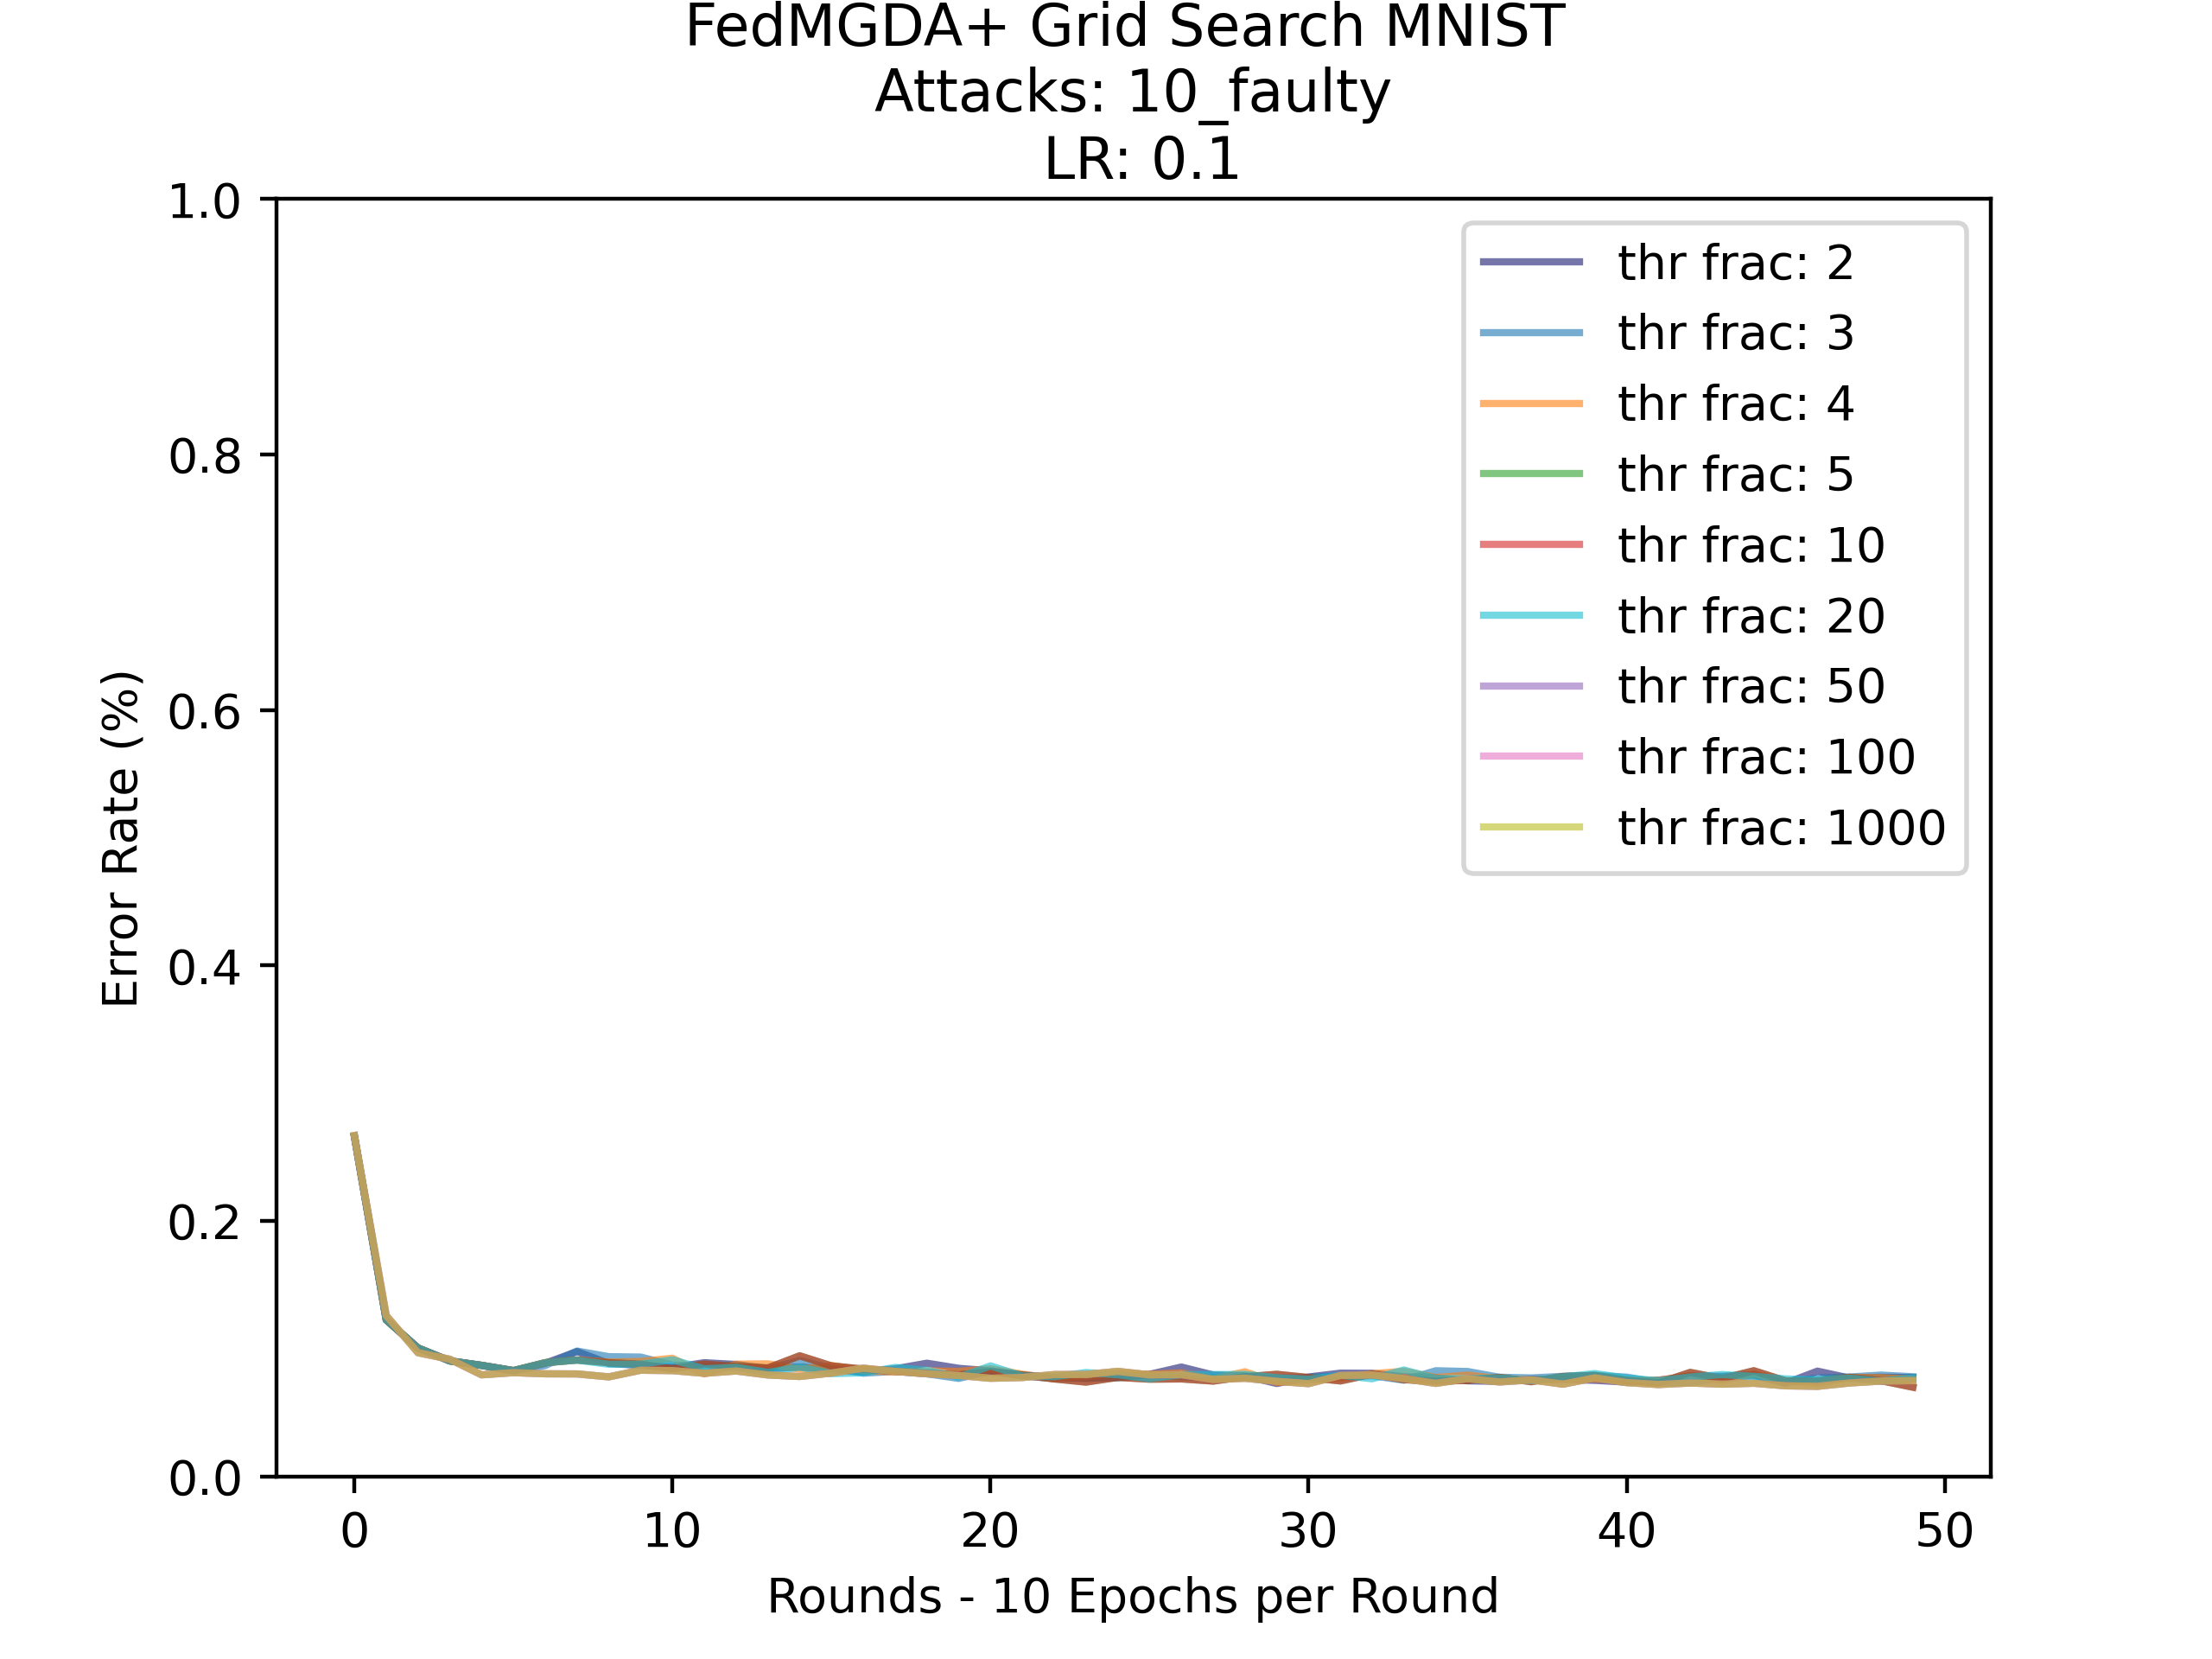 FedMGDA+ Grid Search MNIST
Attacks: 10_faulty
LR: 0.1
1.0
0.8
0.6
0.4
0.2
0.0
Error Rate (%)
thr frac: 2
thr frac: 3
thr frac: 4
thr frac: 5
thr frac: 10
thr frac: 20
thr frac: 50
thr frac: 100
thr frac: 1000
0 10 20 30 40 50
Rounds - 10 Epochs per Round